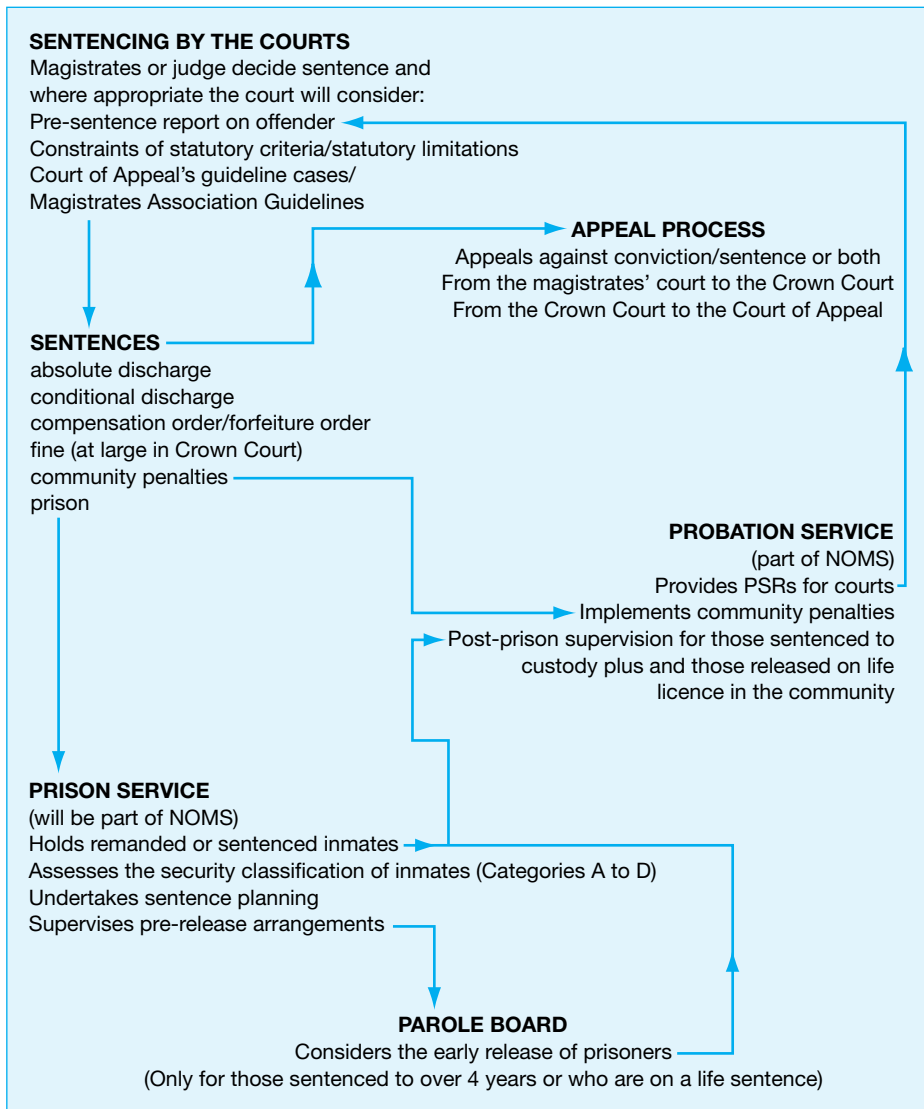 SENTENCING BY THE COURTS
Magistrates or judge decide sentence and
where appropriate the court will consider:
Pre-sentence report on offender
Constraints of statutory criteria/statutory limitations
Court of Appeal's guideline cases/
Magistrates Association Guidelines
APPEAL PROCESS
Appeals against conviction/sentence or both
From the magistrates' court to the Crown Court
From the Crown Court to the Court of Appeal
SENTENCES
absolute discharge
conditional discharge
compensation order/forfeiture order
fine (at large in Crown Court)
community penalties
prison
PROBATION SERVICE
(part of NOMS)
Provides PSRs for courts
Implements community penalties
Post-prison supervision for those sentenced to
custody plus and those released on life
licence in the community
PRISON SERVICE
(will be part of NOMS)
Holds remanded or sentenced inmates
Assesses the security classification of inmates (Categories A to D)
Undertakes sentence planning
Supervises pre-release arrangements
PAROLE BOARD
Considers the early release of prisoners
(Only for those sentenced to over 4 years or who are on a life sentence)